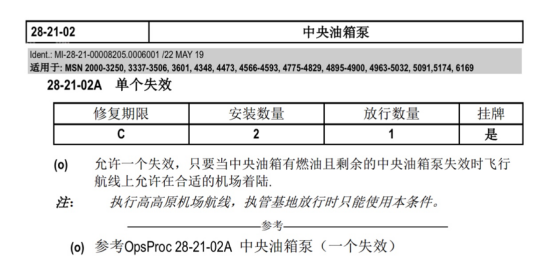 28-21-02 中央油箱泵
Ident.: MI-28-21-00008205.0006001 /22 MAY 19
适用于: MSN 2000-3250, 3337-3506, 3601, 4348, 4473, 4566-4593, 4775-4829, 4895-4900, 4963-5032, 5091,5174, 6169
28-21-02A 单个失效
修复期限 安装数量 放行数量 挂牌
C 2 1 是
(o) 允许一个失效，只要当中央油箱有燃油且剩余的中央油箱泵失效时飞行
航线上允许在合适的机场着陆.
注: 执行高高原机场航线，执管基地放行时只能使用本条件。
参考
(o) 参考OpsProc 28-21-02A 中央油箱泵（一个失效）